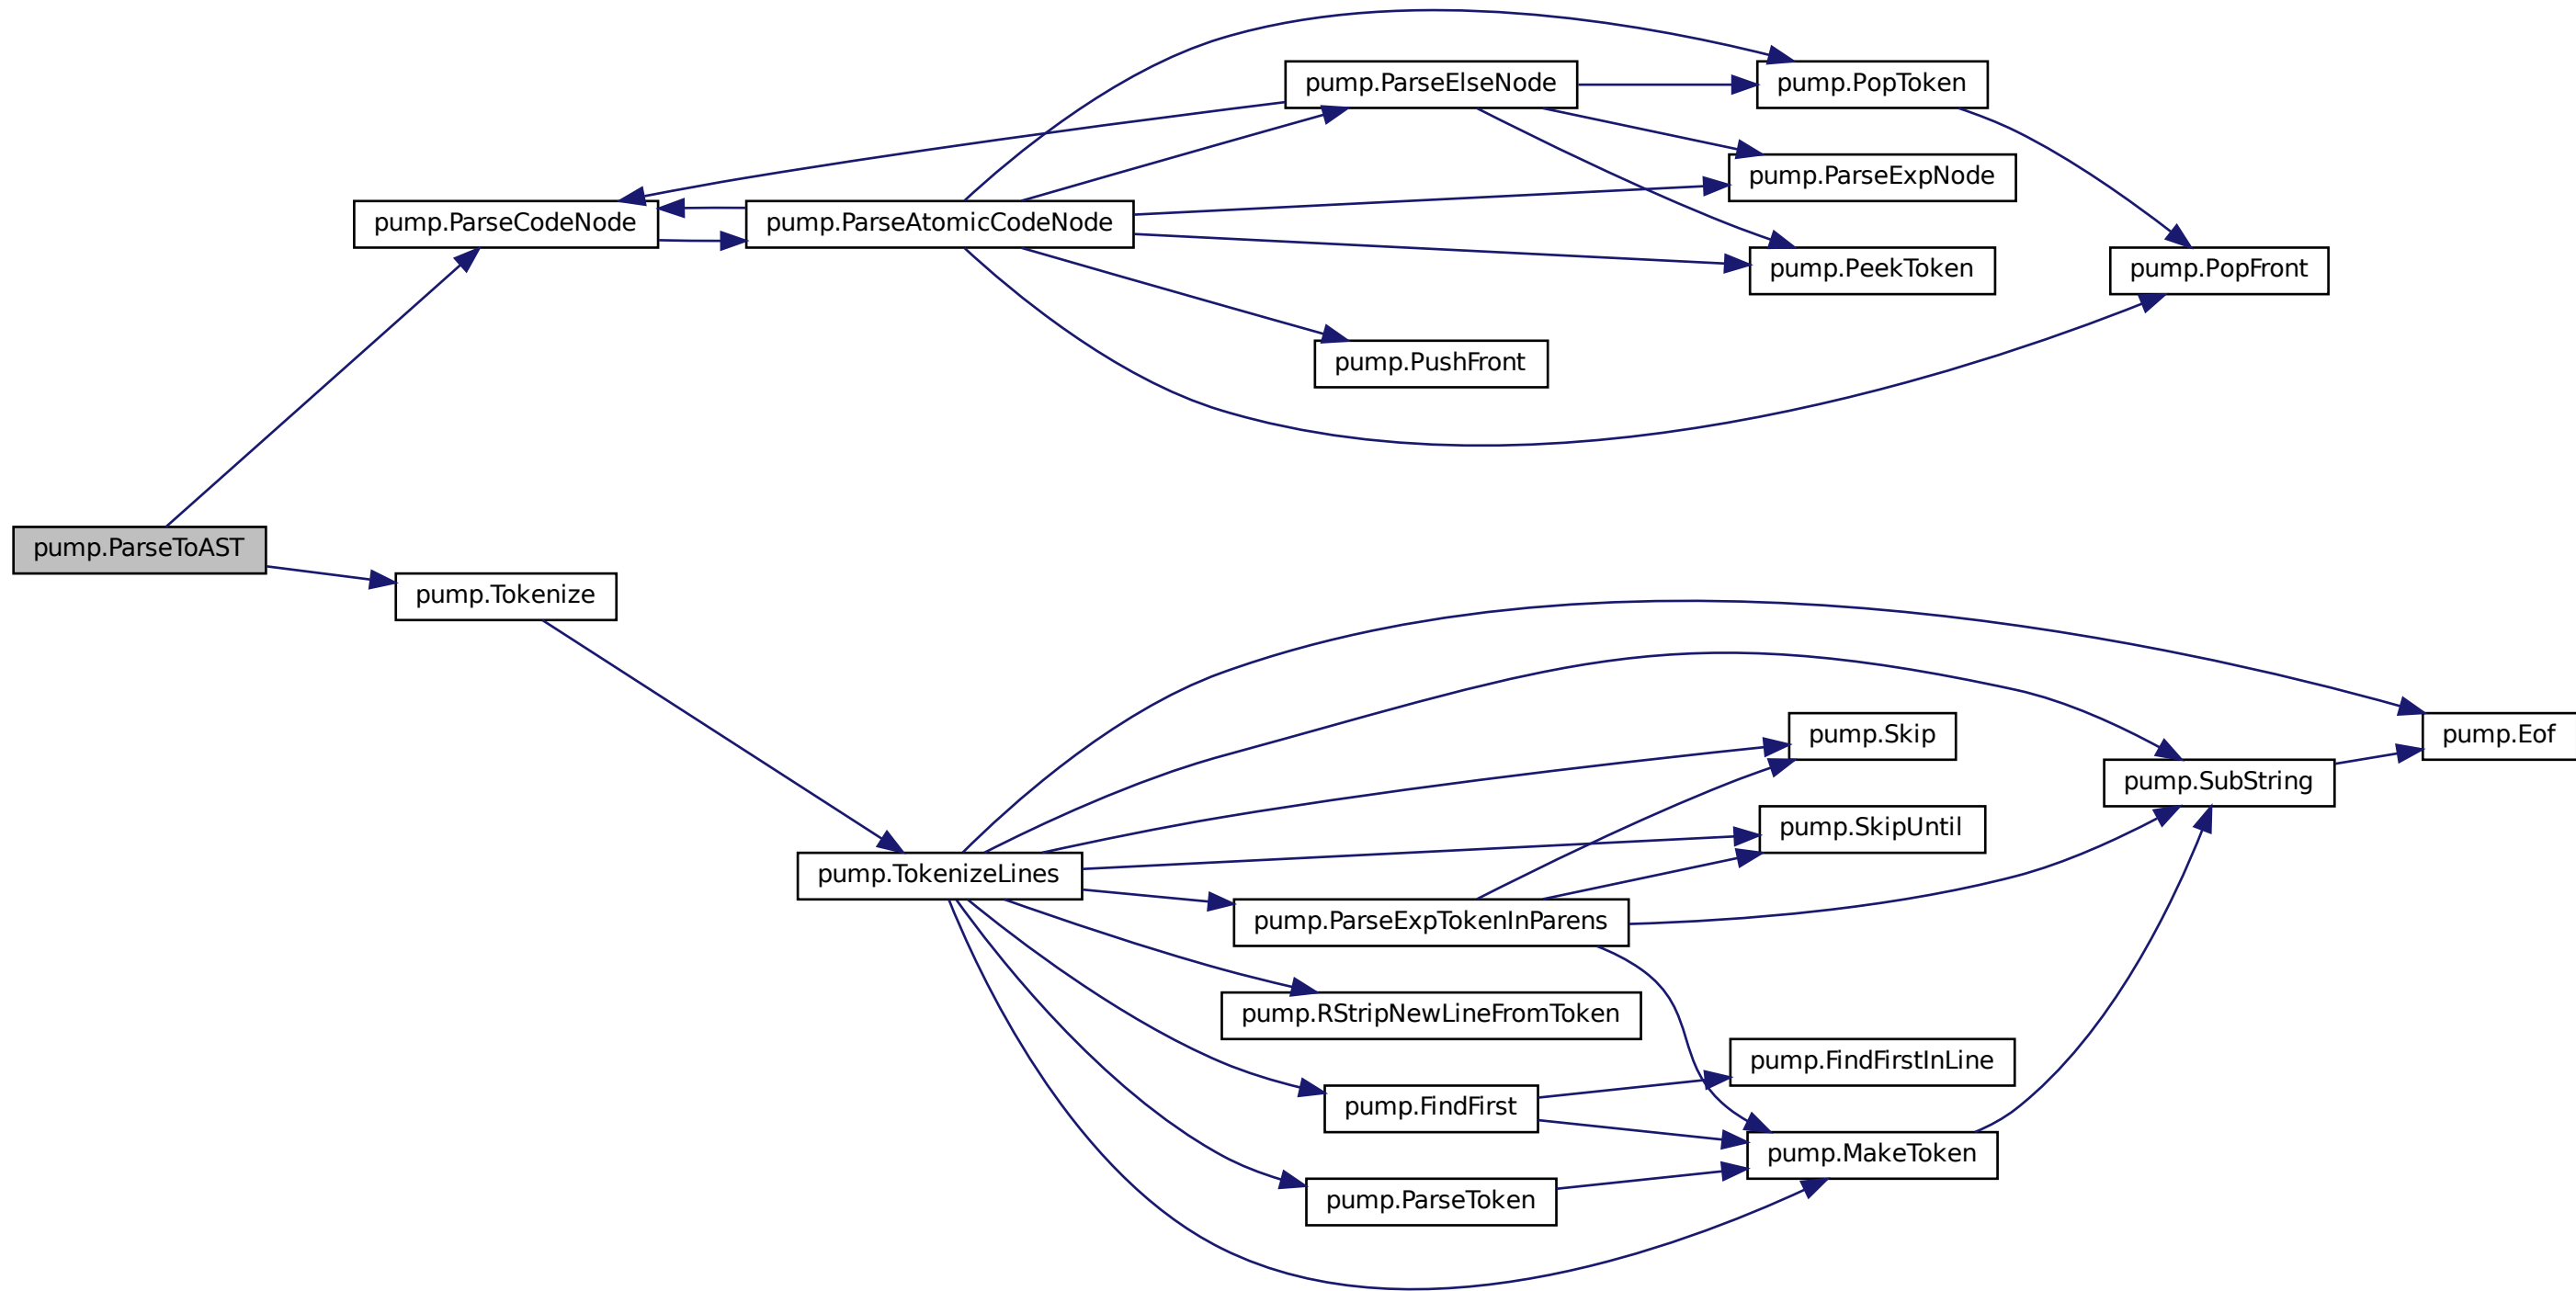 pump.ParseElseNode
pump.PopToken
pump.ParseExpNode
pump.ParseCodeNode
pump.ParseAtomicCodeNode
pump.PeekToken
pump.PopFront
pump.PushFront
pump.ParseToAST
pump.Tokenize
pump.Skip
pump.Eof
pump.SubString
pump.SkipUntil
pump.TokenizeLines
pump.ParseExpTokenInParens
pump.RStripNewLineFromToken
pump.FindFirstInLine
pump.FindFirst
pump.MakeToken
pump.ParseToken